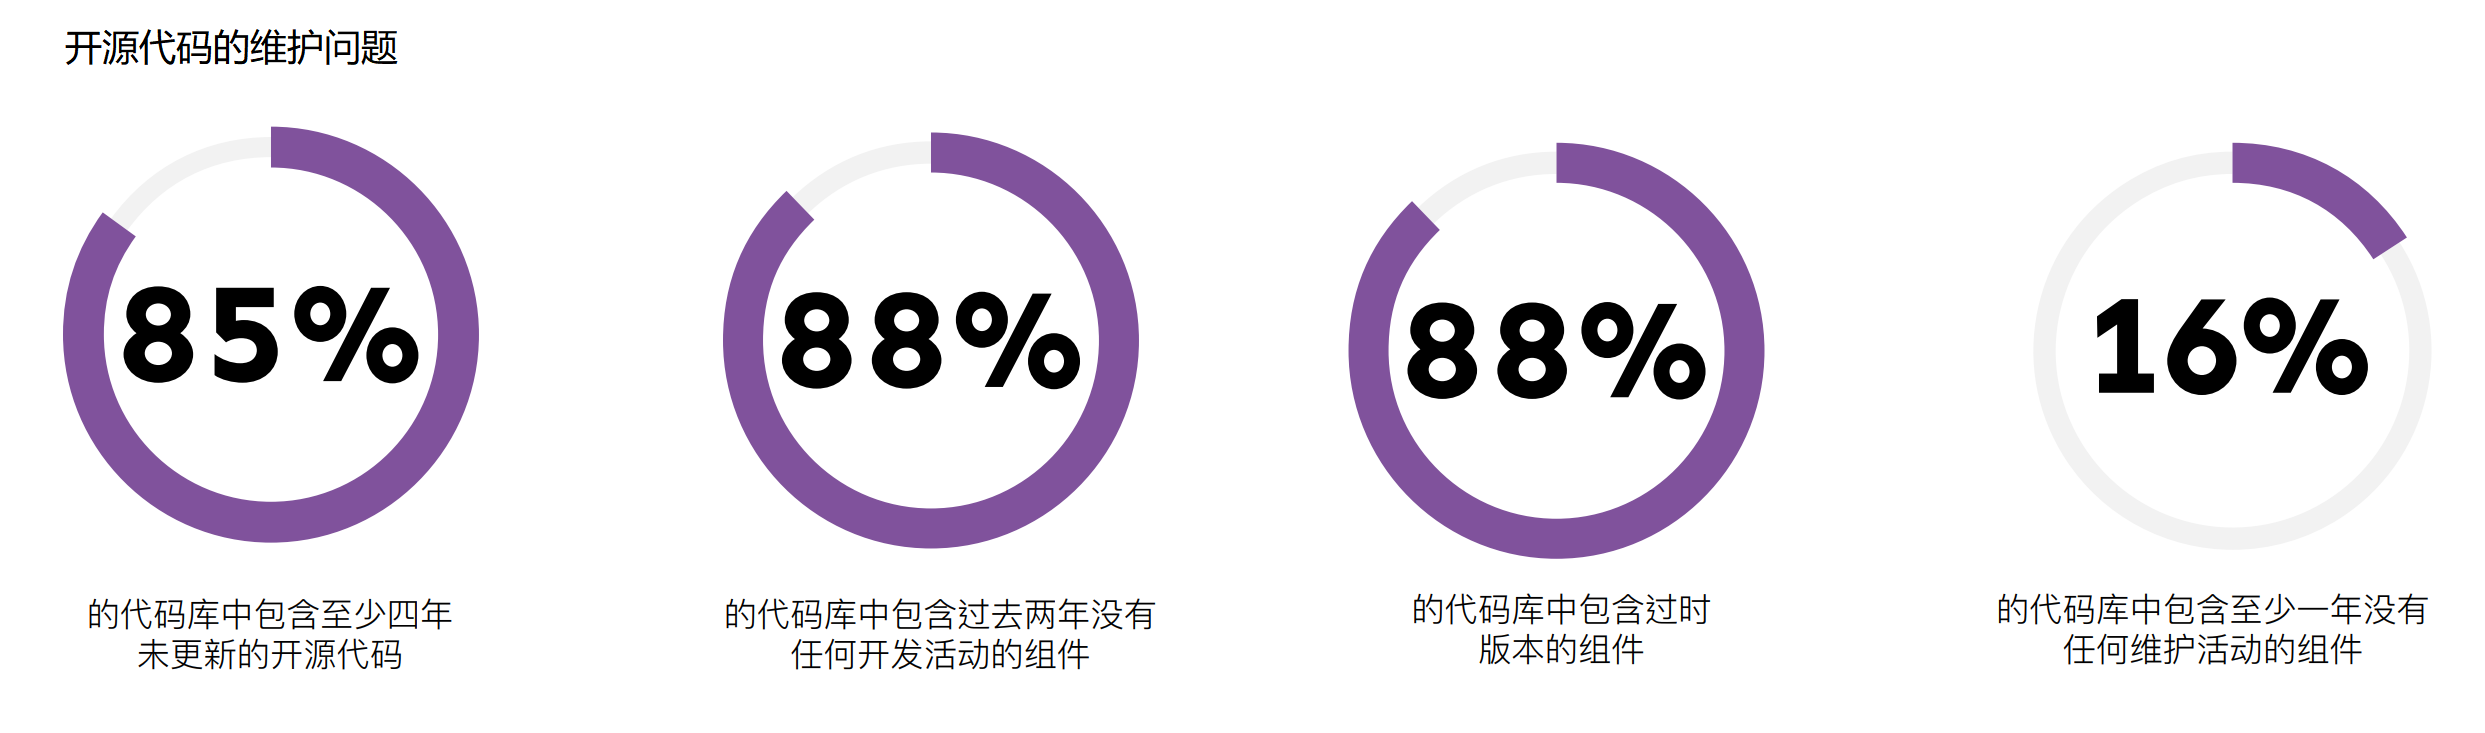 开源代码的维护问题
85%
的代码库中包含至少四年
未更新的开源代码
88%
的代码库中包含过去两年没有
任何开发活动的组件
88%
的代码库中包含过时
版本的组件
16%
的代码库中包含至少一年没有
任何维护活动的组件